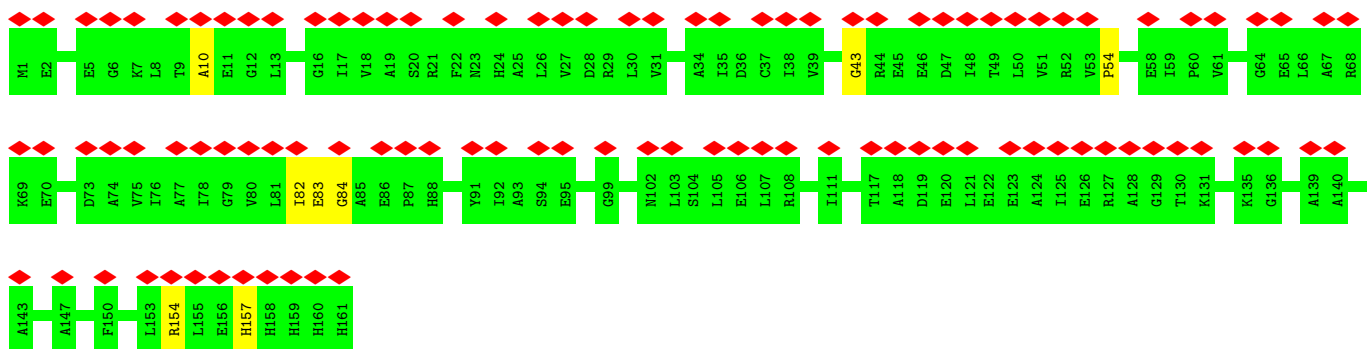 M1 E2 E5 G6 K7 L8 T9 A10 E11 G12 L13 G16 I17 V18 A19 S20 R21 F22 N23 H24 A25 L26 V27 D28 R29 L30 V31 A34 I35 D36 C37 I38 V39 G43 R44 E45 E46 D47 I48 T49 L50 V51 R52 V53 P54 E58 I59 P60 V61 G64 E65 L66 A67 R68
K69 E70 D73 A74 V75 I76 A77 I78 G79 V80 L81 I82 E83 G84 A85 E86 P87 H88 Y91 I92 A93 S94 E95 G99 N102 L103 S104 L105 E106 L107 R108 I111 T117 A118 D119 E120 L121 E122 E123 A124 I125 E126 R127 A128 G129 T130 K131 K135 G136 A139 A140
A143 A147 F150 L153 R154 L155 E156 H157 H158 H159 H160 H161